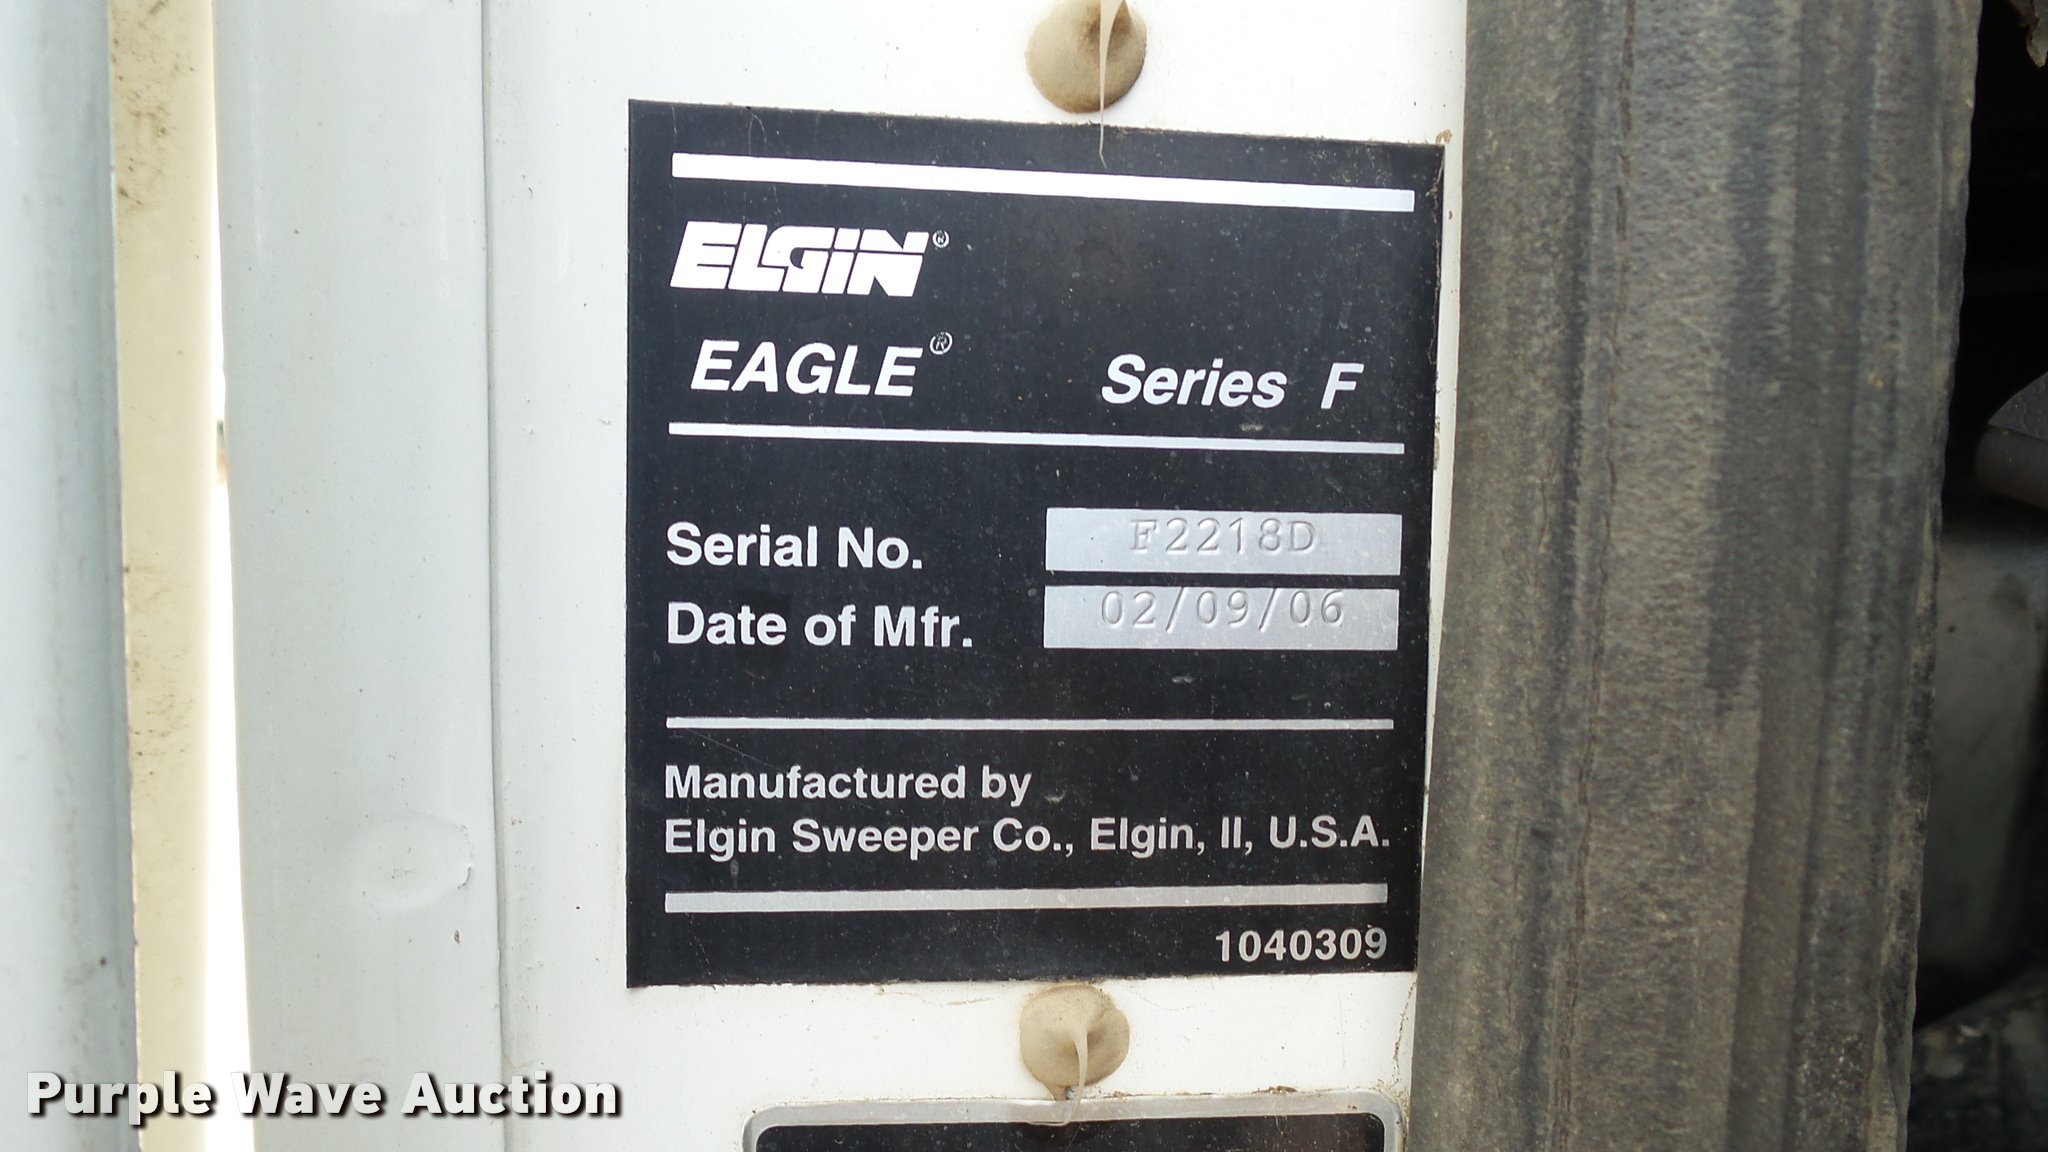 ELGIN®
EAGLE® Series F
Serial No. F2218D
Date of Mfr. 02/09/06
Manufactured by
Elgin Sweeper Co., Elgin, Il, U.S.A.
1040309
Purple Wave Auction